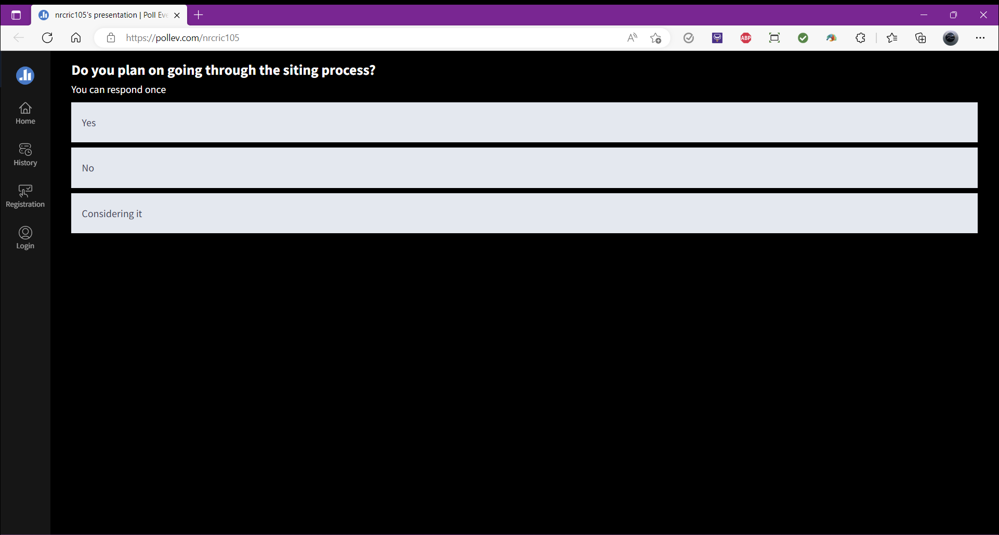 nrcric105's presentation | Poll Eve
https://pollev.com/nrcric105
ABP
Do you plan on going through the siting process?
You can respond once
Home
Yes
History
No
Registration
Considering it
Login